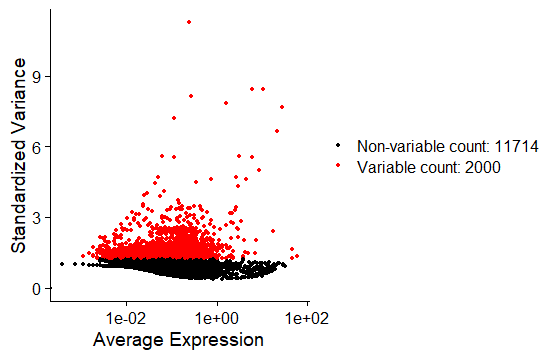 Standardized Variance
9
6
3
0
1e-02 1e+00 1e+02
Average Expression
Non-variable count: 11714
Variable count: 2000